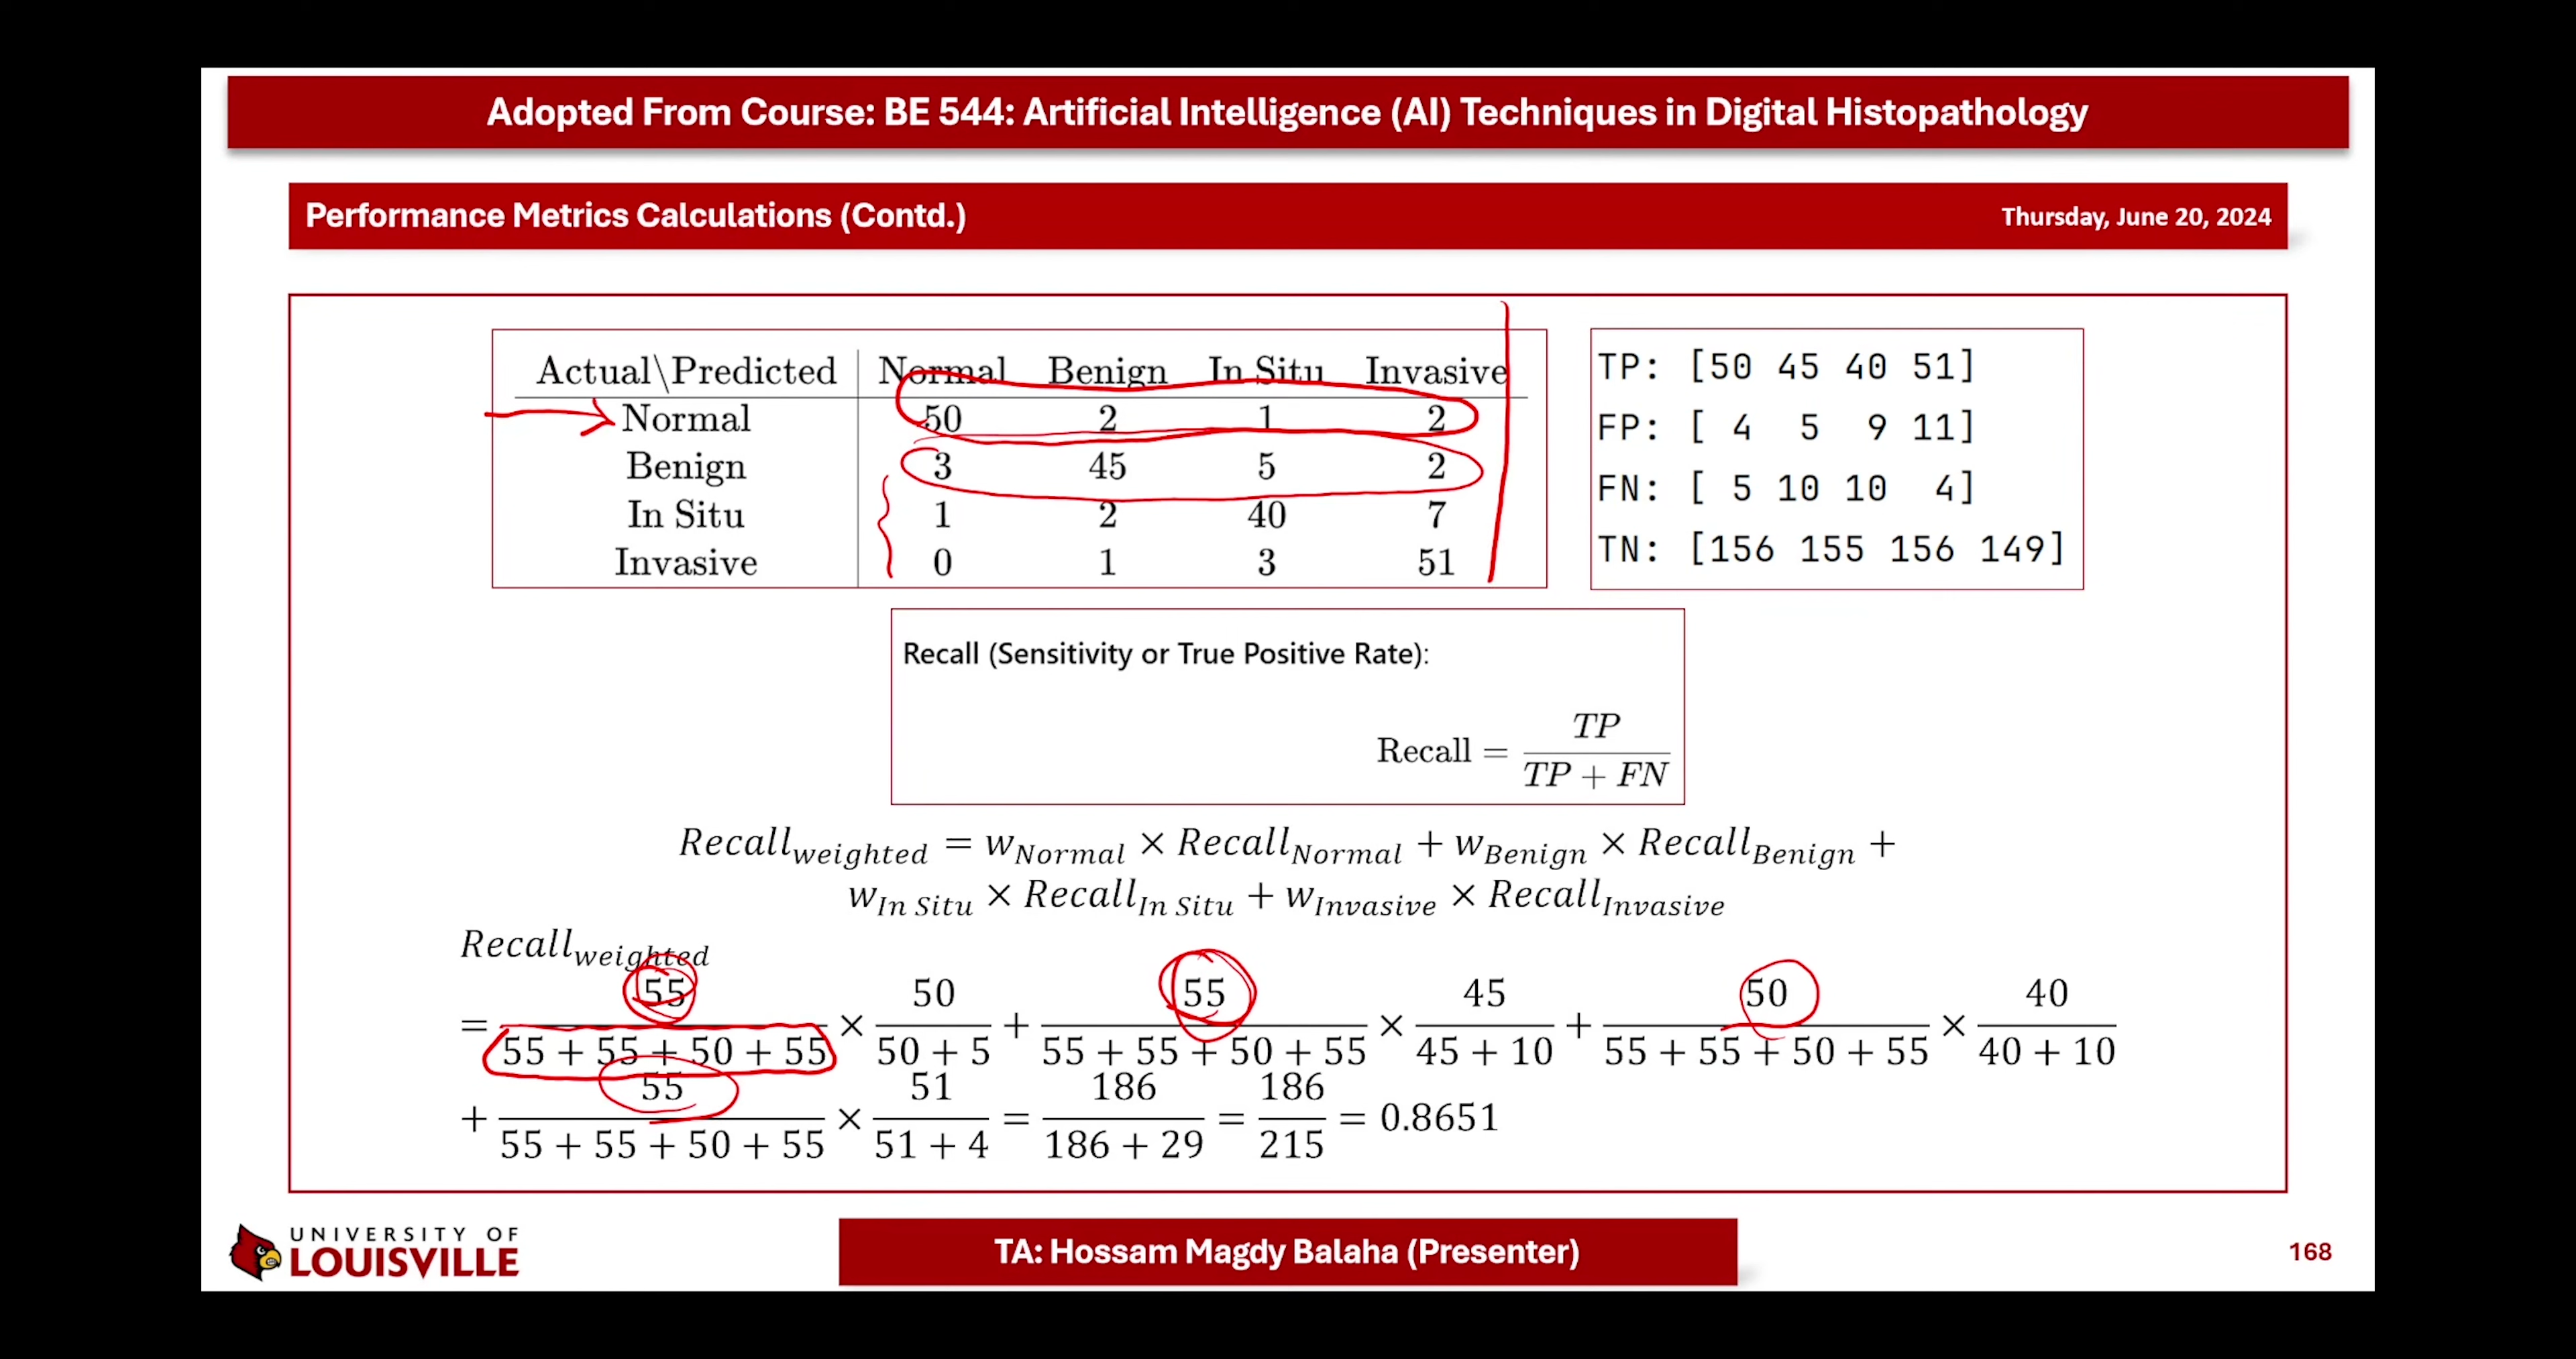 Adopted From Course: BE 544: Artificial Intelligence (AI) Techniques in Digital Histopathology
Performance Metrics Calculations (Contd.)
Thursday, June 20, 2024
Actual\Predicted Normal Benign In Situ Invasive
Normal 50 2 1 2
Benign 3 45 5 2
In Situ 1 2 40 7
Invasive 0 1 3 51
TP: [50 45 40 51]
FP: [ 4 5 9 11]
FN: [ 5 10 10 4]
TN: [156 155 156 149]
Recall (Sensitivity or True Positive Rate):
Recall = TP / TP + FN
Recall_weighted = w_Normal × Recall_Normal + w_Benign × Recall_Benign +
w_In Situ × Recall_In Situ + w_Invasive × Recall_Invasive
Recall_weighted
= 55 / 55 + 55 + 50 + 55 × 50 / 50 + 5 + 55 / 55 + 55 + 50 + 55 × 45 / 45 + 10 + 50 / 55 + 55 + 50 + 55 × 40 / 40 + 10
+ 55 / 55 + 55 + 50 + 55 × 51 / 51 + 4 = 186 / 186 + 29 = 186 / 215 = 0.8651
UNIVERSITY OF
LOUISVILLE
TA: Hossam Magdy Balaha (Presenter)
168